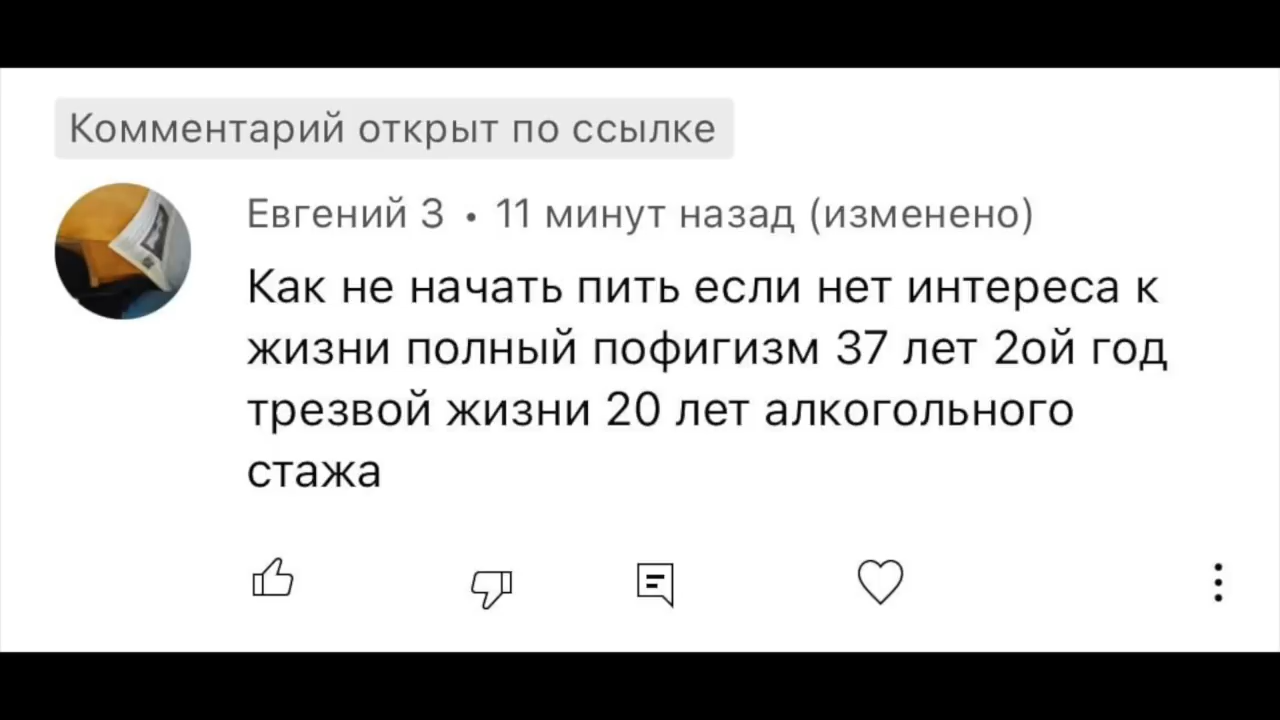 Комментарий открыт по ссылке
Евгений З • 11 минут назад (изменено)
Как не начать пить если нет интереса к
жизни полный пофигизм 37 лет 2ой год
трезвой жизни 20 лет алкогольного
стажа